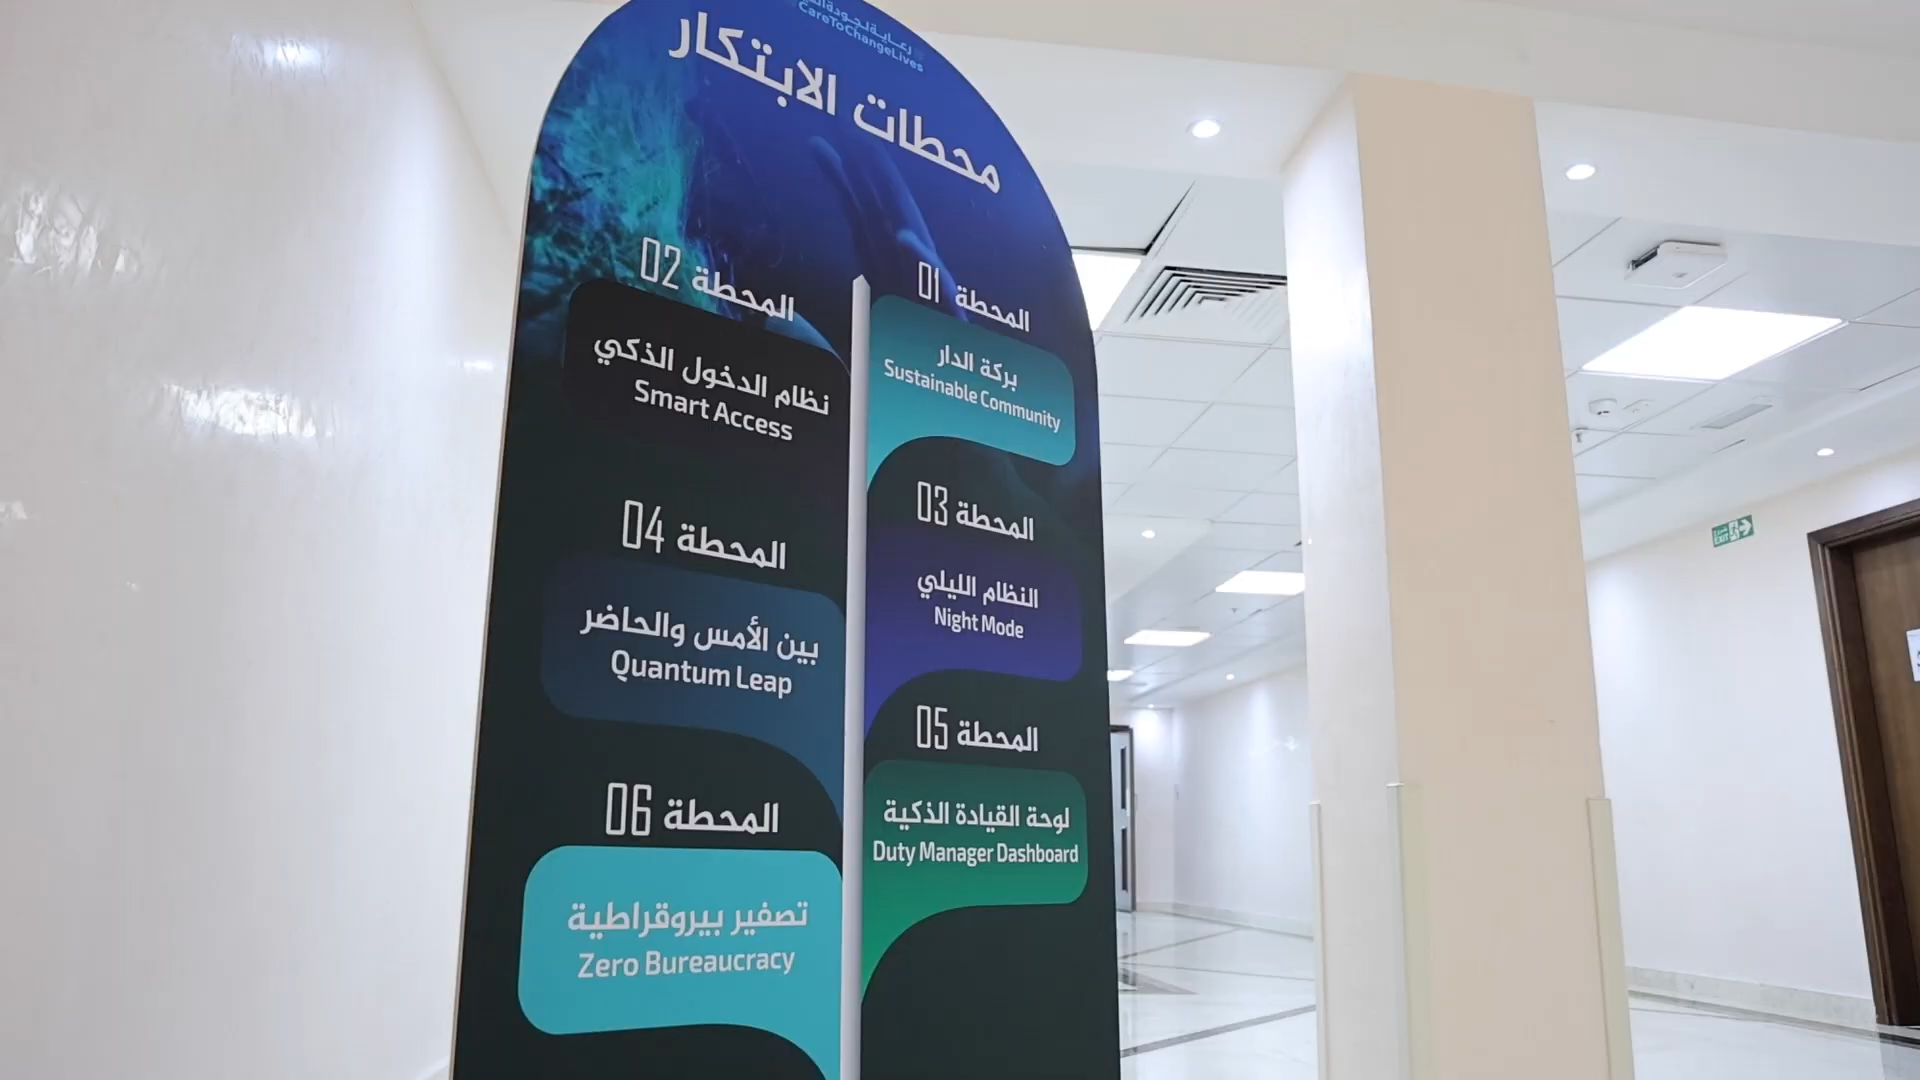 CareToChangeLives
محطات الابتكار
المحطة 01
بركة الدار
Sustainable Community
المحطة 02
نظام الدخول الذكي
Smart Access
المحطة 03
النظام الليلي
Night Mode
المحطة 04
بين الأمس والحاضر
Quantum Leap
المحطة 05
لوحة القيادة الذكية
Duty Manager Dashboard
المحطة 06
تصفير بيروقراطية
Zero Bureaucracy
EXIT